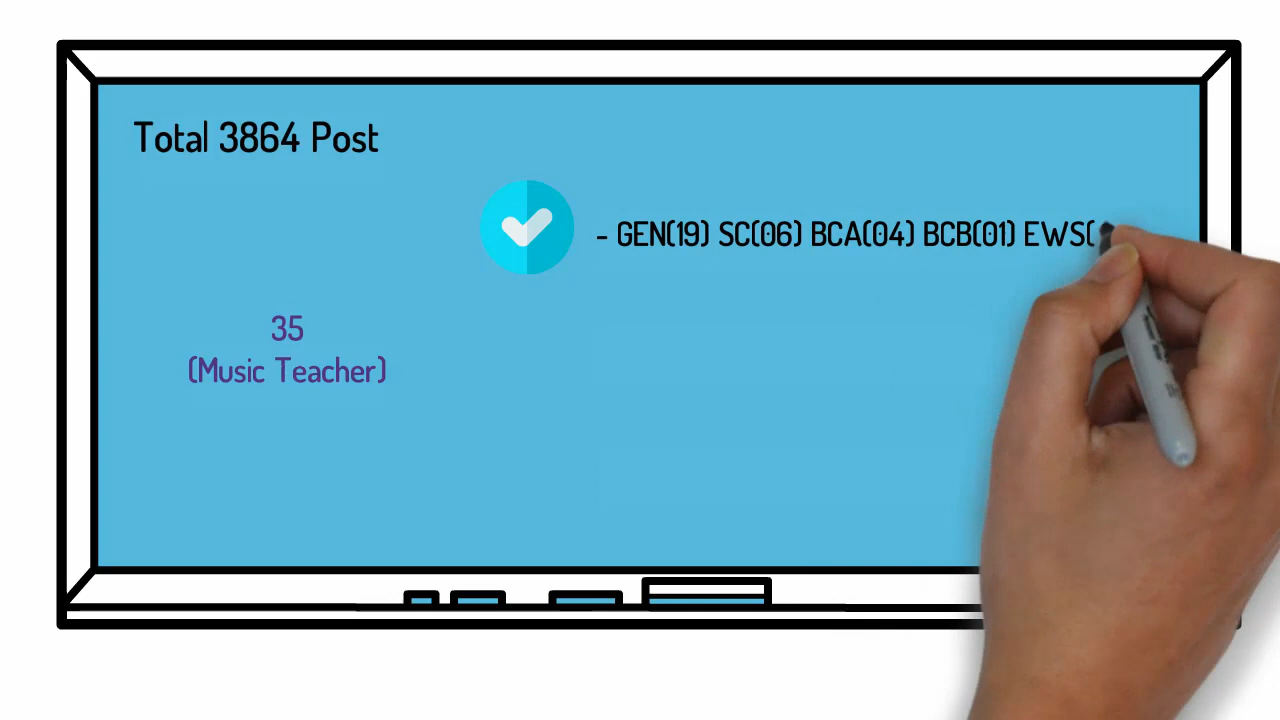 Total 3864 Post
- GEN(19) SC(06) BCA(04) BCB(01) EWS(
35
(Music Teacher)